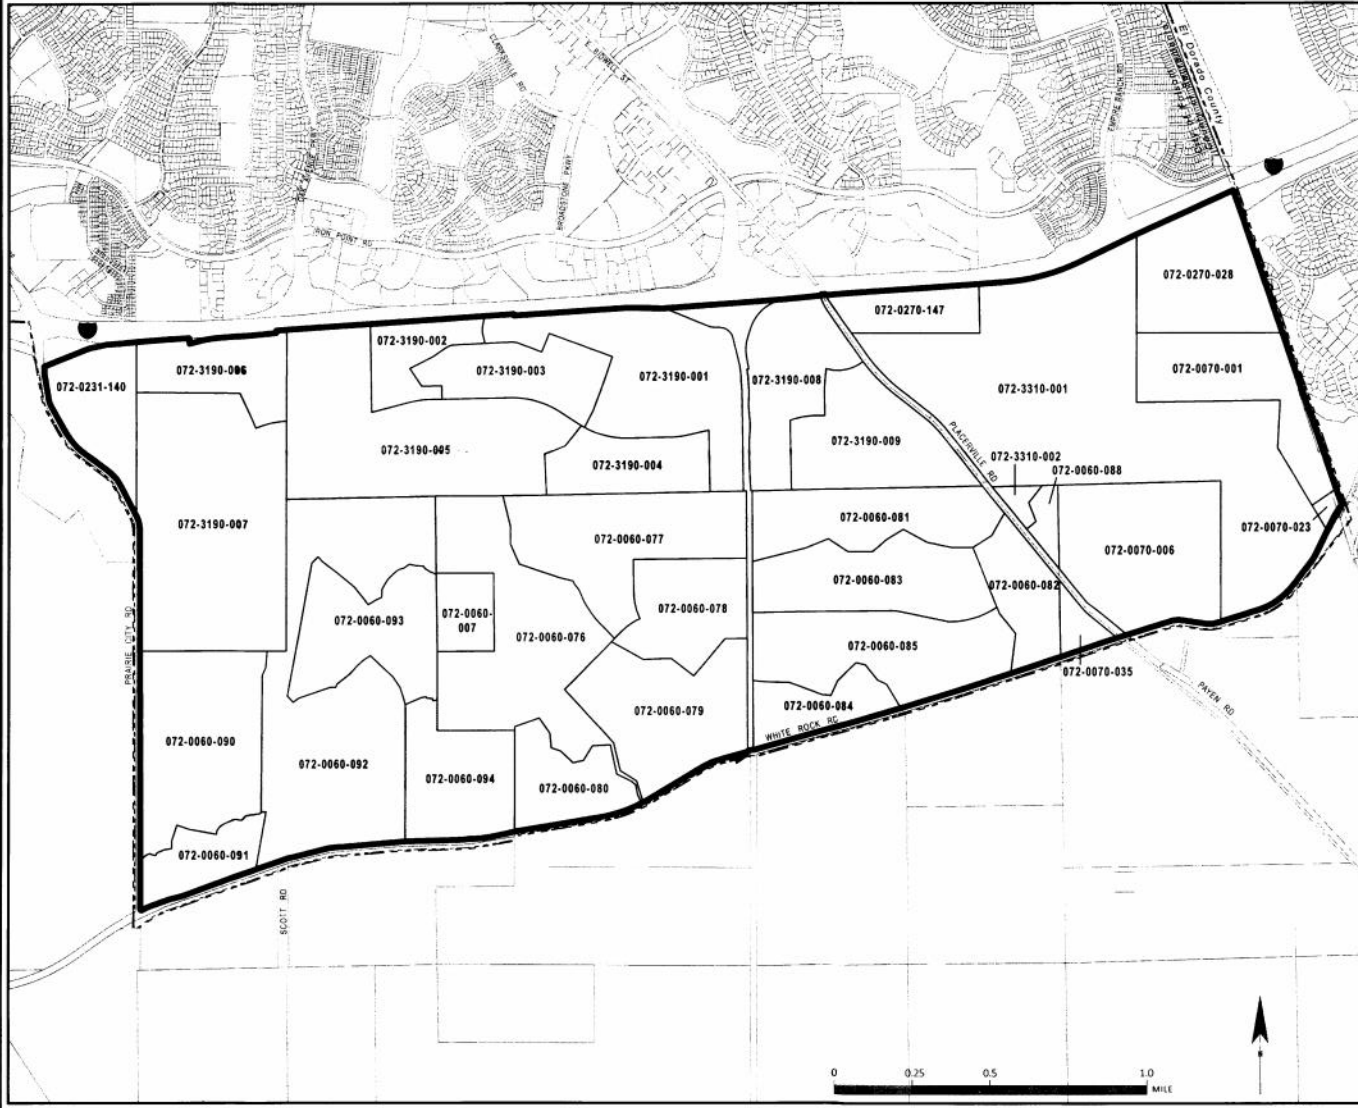 CLARKSVILLE RD
E. BIDWELL ST
EMPIRE RANCH RD
El Dorado County
OAK AVENUE PKWY
BROADSTONE PKWY
IRON POINT RD
072-0270-028
072-0270-147
072-3190-002
072-3190-006
072-3190-003
072-3190-001
072-3190-008
072-0070-001
072-0231-140
072-3310-001
072-3190-005
072-3190-009
PLACERVILLE RD
072-3190-004
072-3310-002
072-0060-088
072-3190-007
072-0060-081
072-0070-023
072-0060-077
072-0070-006
072-0060-083
072-0060-082
072-0060-093
072-0060-
007
072-0060-078
072-0060-076
PRAIRIE CITY RD
072-0060-085
072-0070-035
PAYEN RD
072-0060-079
072-0060-084
WHITE ROCK RD
072-0060-090
072-0060-092
072-0060-094
072-0060-080
072-0060-091
SCOTT RD
0 0.25 0.5 1.0
MILE